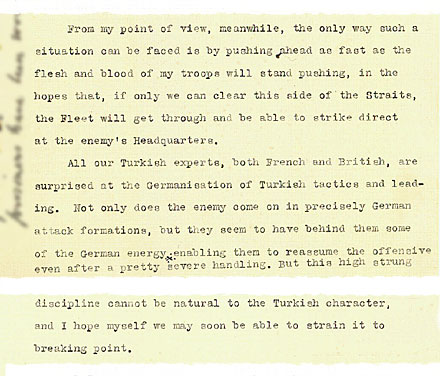 From my point of view, meanwhile, the only way such a
situation can be faced is by pushing ahead as fast as the
flesh and blood of my troops will stand pushing, in the
hopes that, if only we can clear this side of the Straits,
the Fleet will get through and be able to strike direct
at the enemy's Headquarters.
All our Turkish experts, both French and British, are
surprised at the Germanisation of Turkish tactics and lead-
ing. Not only does the enemy come on in precisely German
attack formations, but they seem to have behind them some
of the German energy, enabling them to reassume the offensive
even after a pretty severe handling. But this high strung
discipline cannot be natural to the Turkish character,
and I hope myself we may soon be able to strain it to
breaking point.